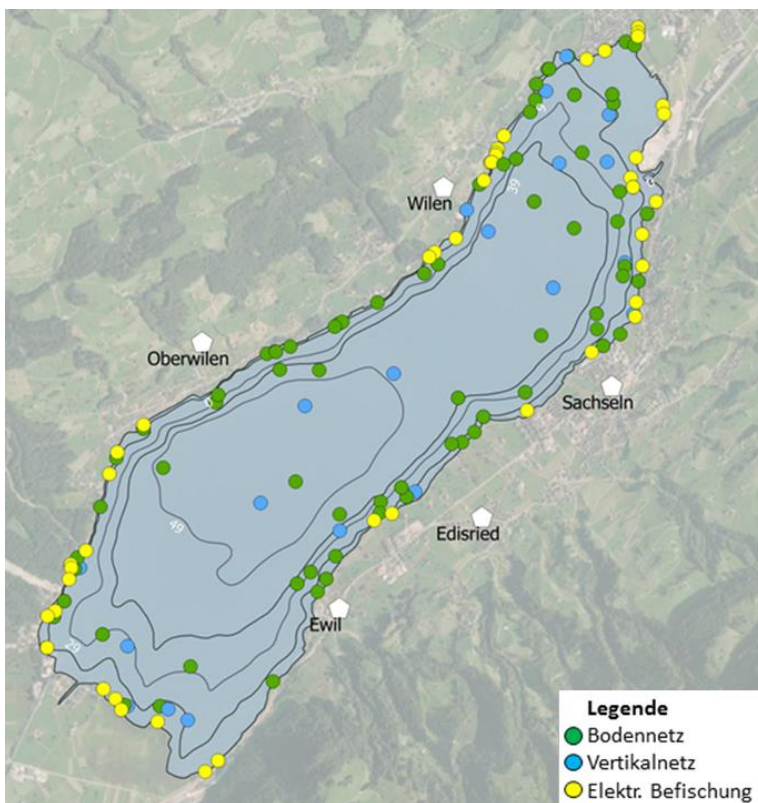 39
Wilen
Oberwilen
Sachseln
49
Edisried
Ewil
29
Legende
Bodennetz
Vertikalnetz
Elektr. Befischung